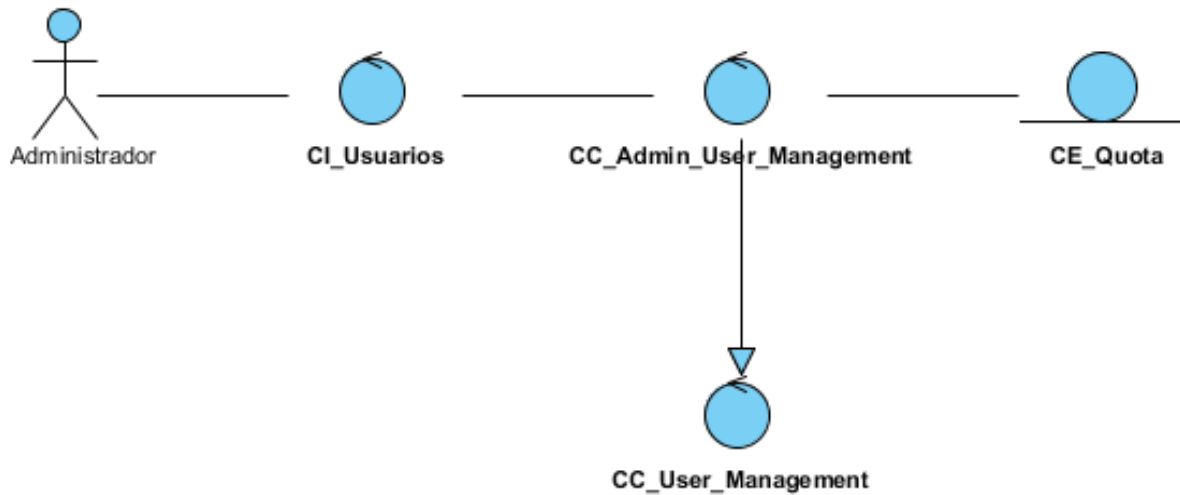 Administrador
CI_Usuarios
CC_Admin_User_Management
CE_Quota
CC_User_Management